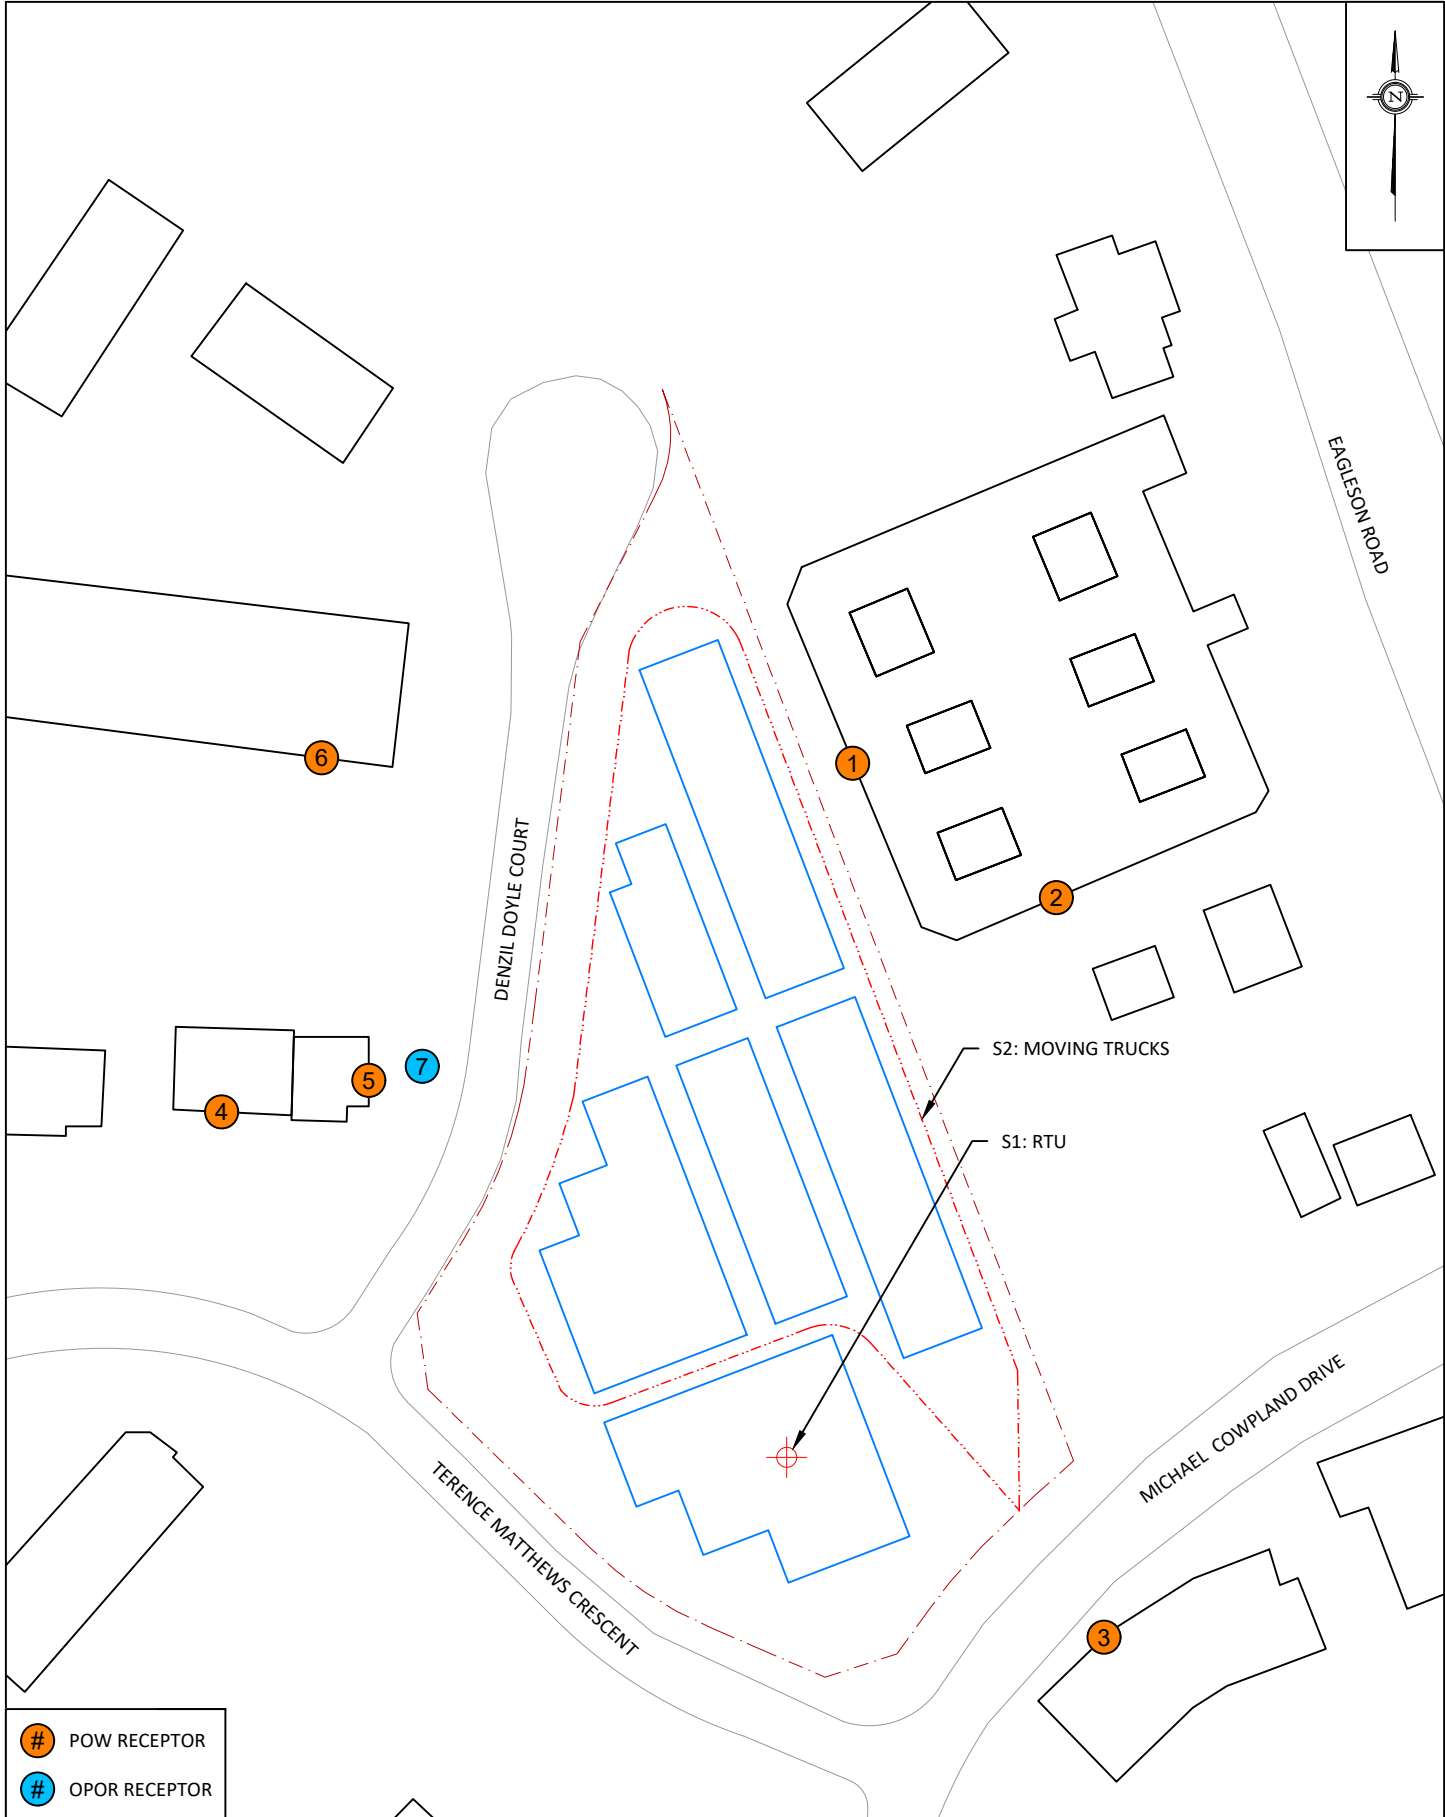 N
EAGLESON ROAD
6
1
DENZIL DOYLE COURT
2
S2: MOVING TRUCKS
7
5
4
S1: RTU
MICHAEL COWPLAND DRIVE
TERENCE MATTHEWS CRESCENT
3
# POW RECEPTOR
# OPOR RECEPTOR